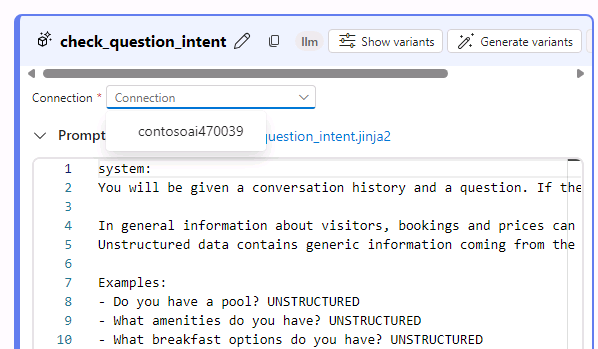 check_question_intent llm Show variants Generate variants
Connection * Connection
contosoai470039
Prompt question_intent.jinja2
1 system:
2 You will be given a conversation history and a question. If the
3
4 In general information about visitors, bookings and prices can
5 Unstructured data contains generic information coming from the
6
7 Examples:
8 - Do you have a pool? UNSTRUCTURED
9 - What amenities do you have? UNSTRUCTURED
10 - What breakfast options do you have? UNSTRUCTURED